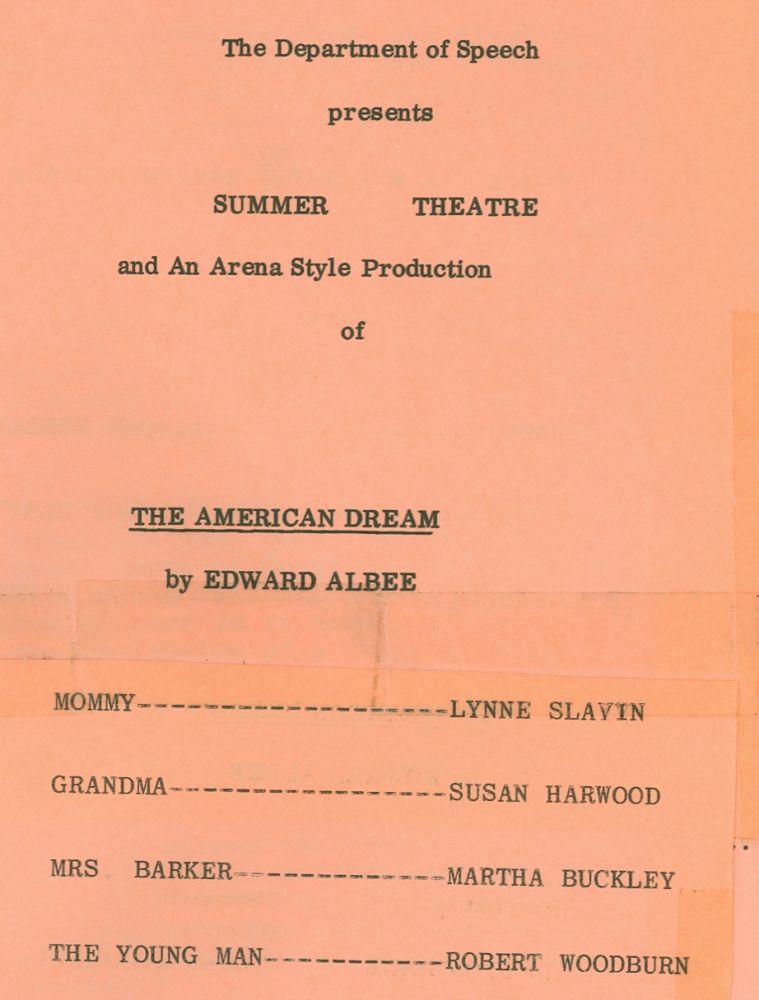 The Department of Speech
presents
SUMMER THEATRE
and An Arena Style Production
of
THE AMERICAN DREAM
by EDWARD ALBEE
MOMMY--------------------LYNNE SLAVIN
GRANDMA------------------SUSAN HARWOOD
MRS BARKER-------------MARTHA BUCKLEY
THE YOUNG MAN------------ROBERT WOODBURN